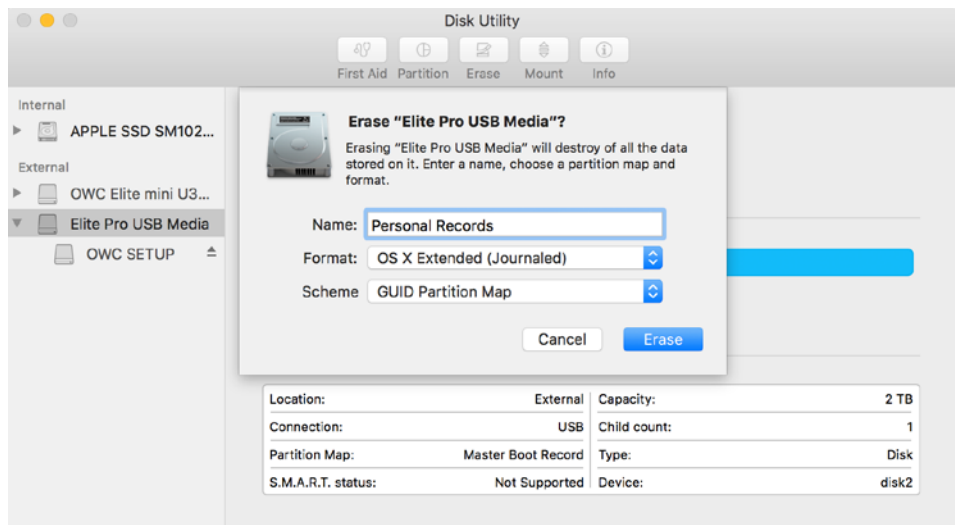 Disk Utility
First Aid Partition Erase Mount Info
Internal
APPLE SSD SM102...
External
OWC Elite mini U3...
Elite Pro USB Media
OWC SETUP
Erase “Elite Pro USB Media”?
Erasing “Elite Pro USB Media” will destroy of all the data
stored on it. Enter a name, choose a partition map and
format.
Name: Personal Records
Format: OS X Extended (Journaled)
Scheme GUID Partition Map
Cancel Erase
Location: External Capacity: 2 TB
Connection: USB Child count: 1
Partition Map: Master Boot Record Type: Disk
S.M.A.R.T. status: Not Supported Device: disk2